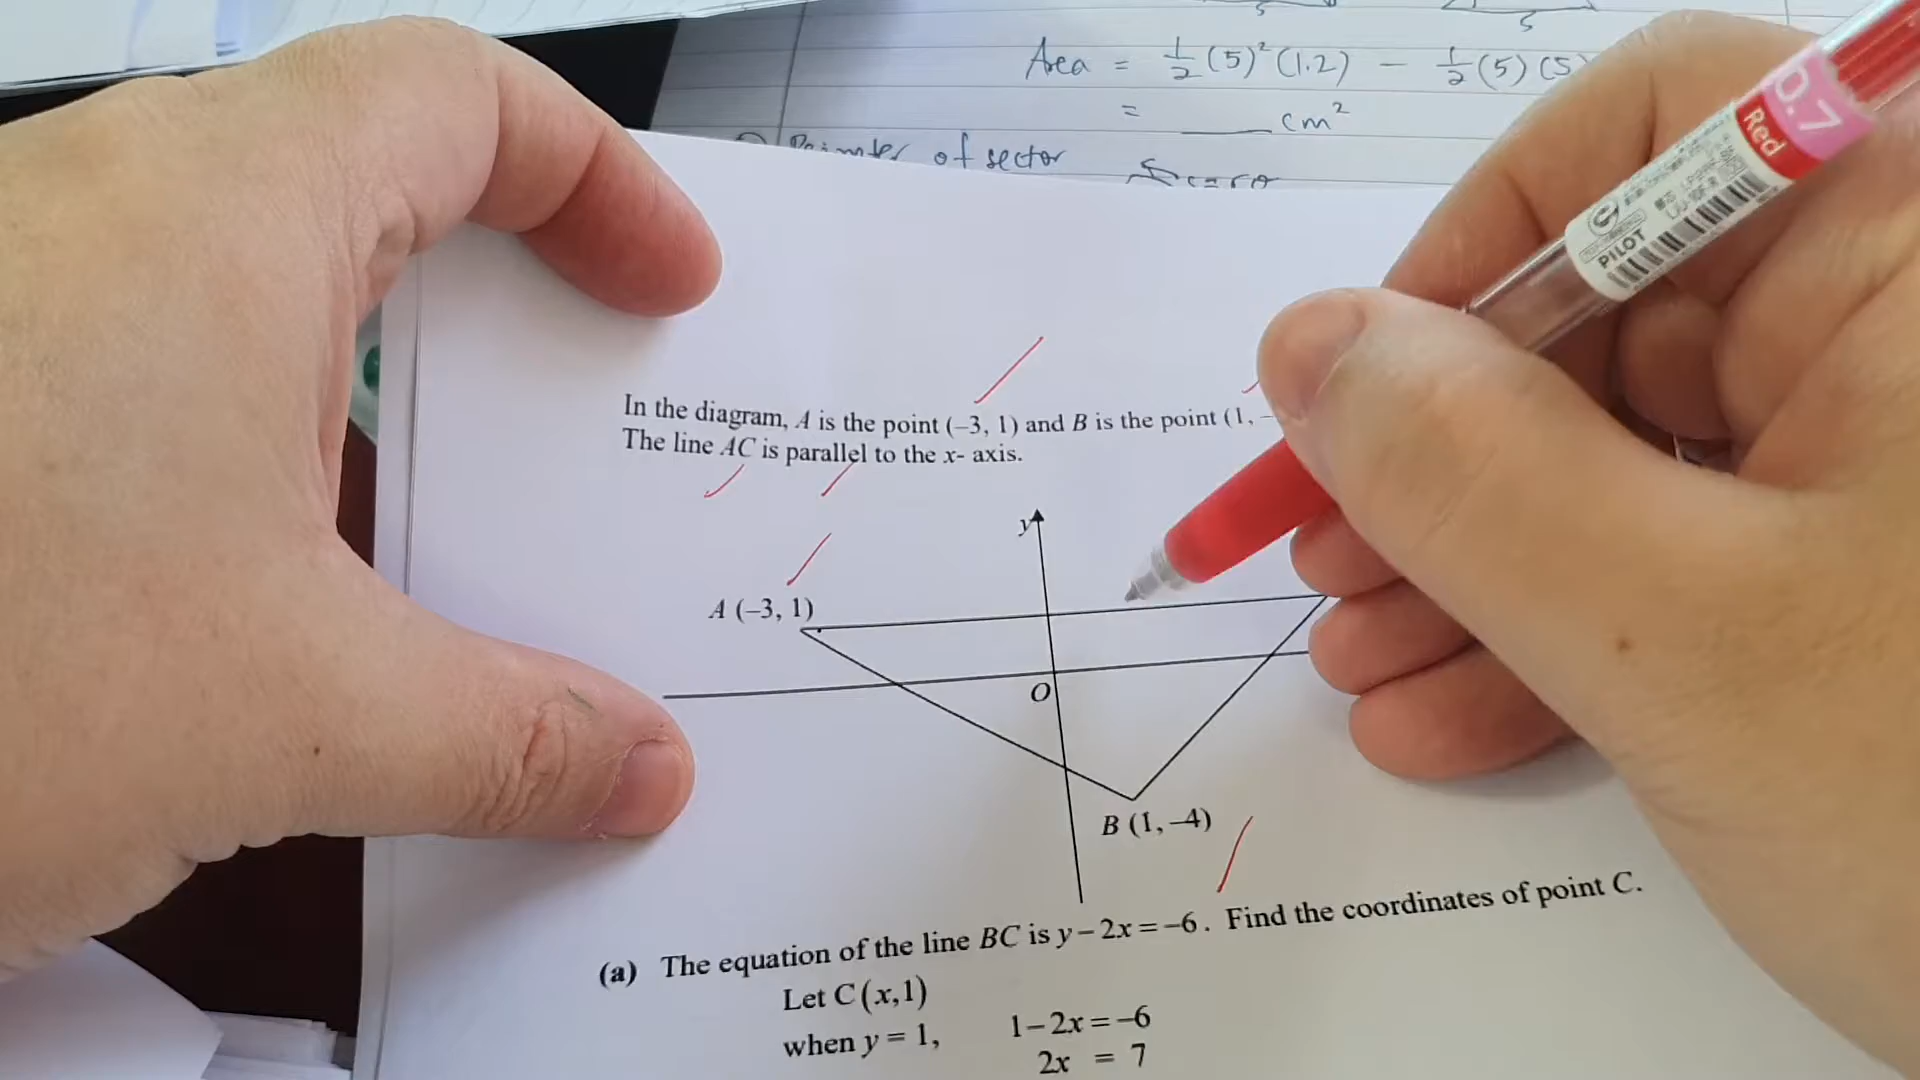 5
5
Area = 1/2 (5)² (1.2) − 1/2 (5) (5)
= ____ cm²
of sector
0.7
Red
PILOT
In the diagram, A is the point (–3, 1) and B is the point (1, –
The line AC is parallel to the x- axis.
y
A (–3, 1)
O
B (1, –4)
(a) The equation of the line BC is y – 2x = –6. Find the coordinates of point C.
Let C (x,1)
when y = 1, 1 – 2x = –6
2x = 7